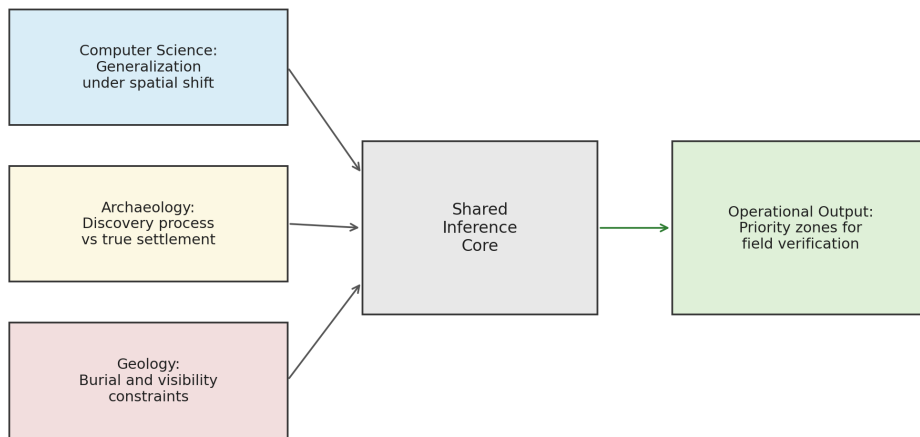 Computer Science:
Generalization
under spatial shift
Archaeology:
Discovery process
vs true settlement
Geology:
Burial and visibility
constraints
Shared
Inference
Core
Operational Output:
Priority zones for
field verification